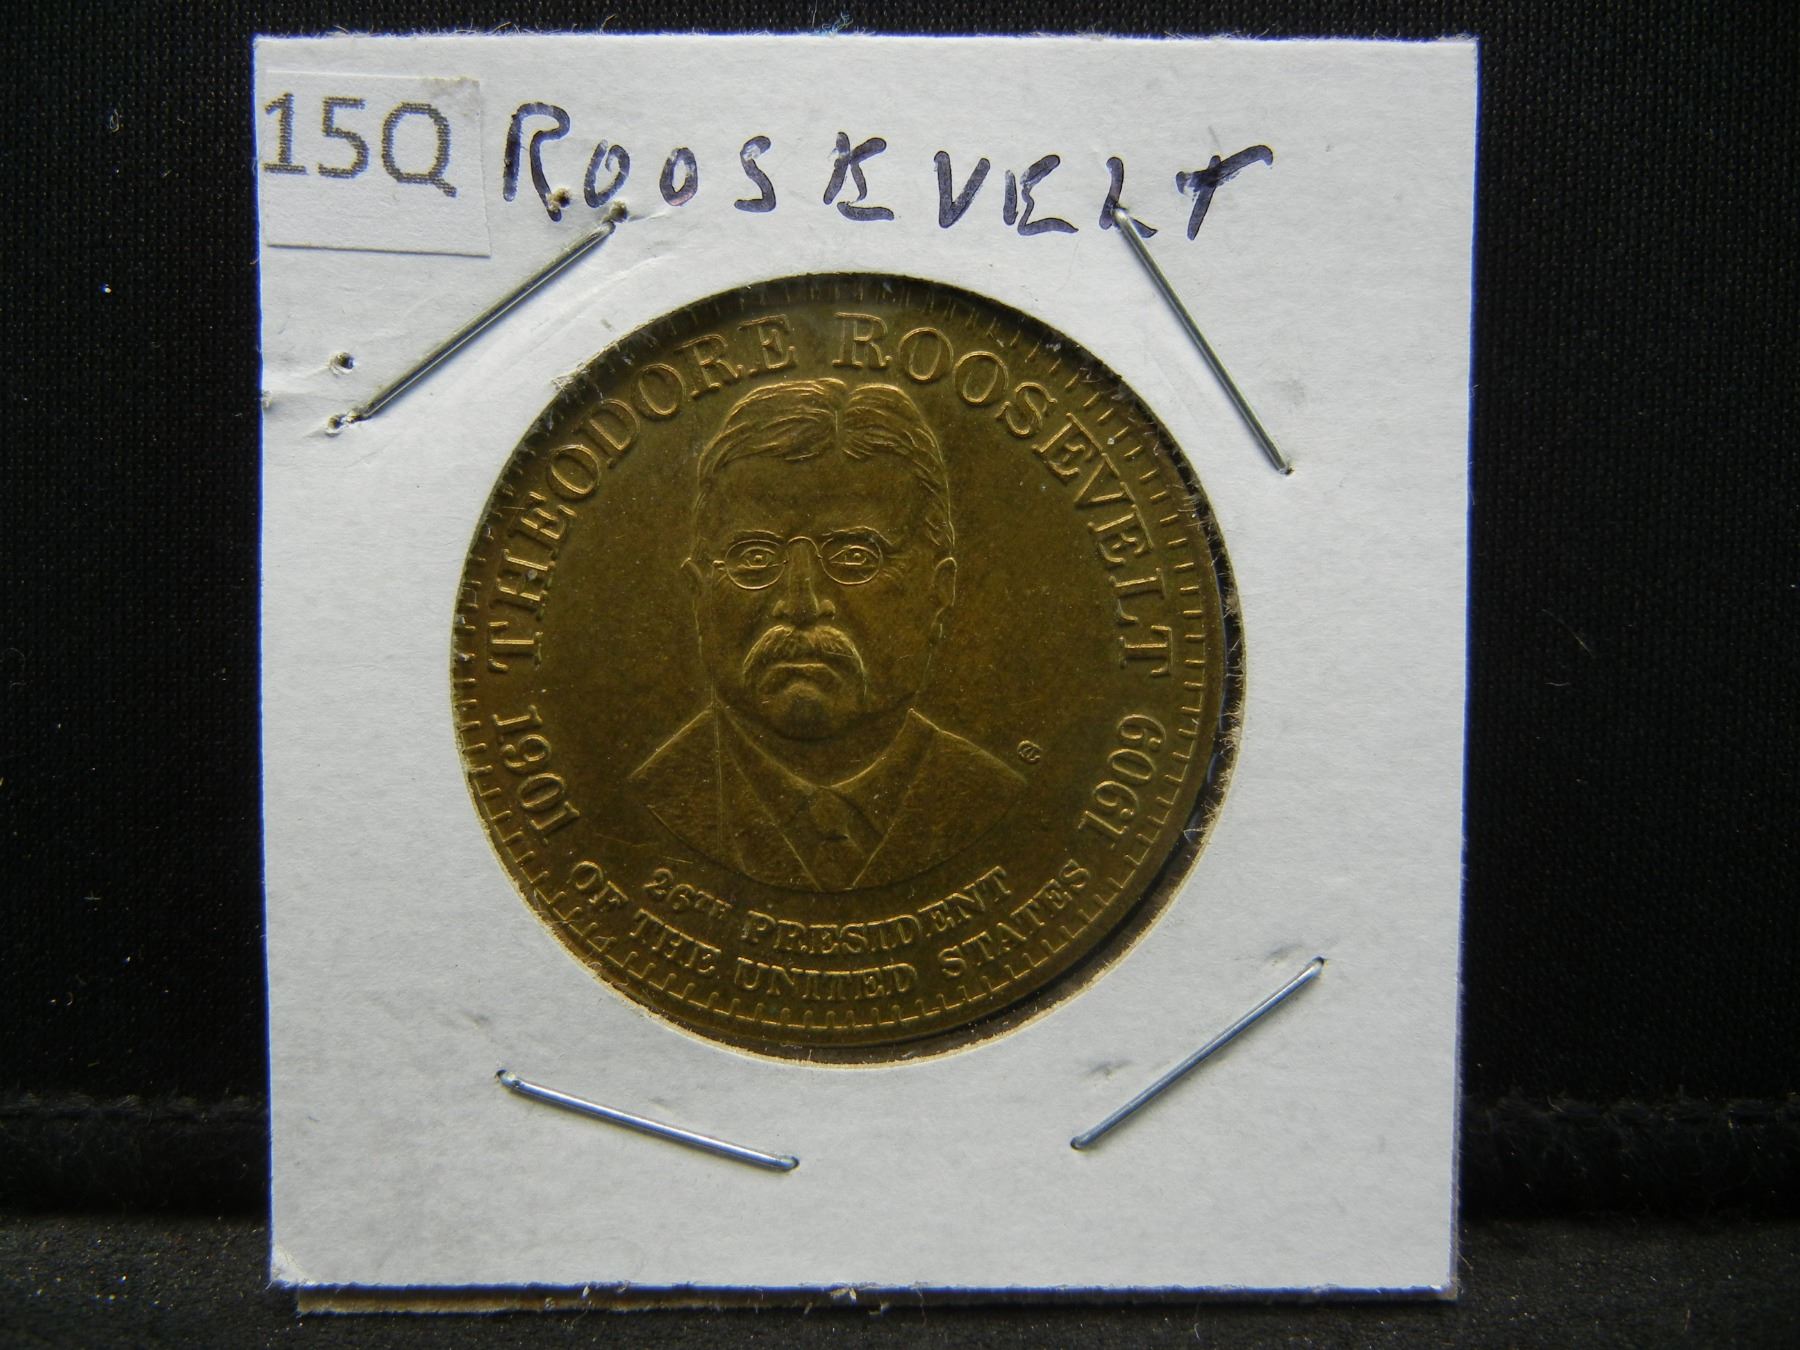 15Q ROOSEVELT
THEODORE ROOSEVELT
1901
1909
26TH PRESIDENT
OF THE UNITED STATES